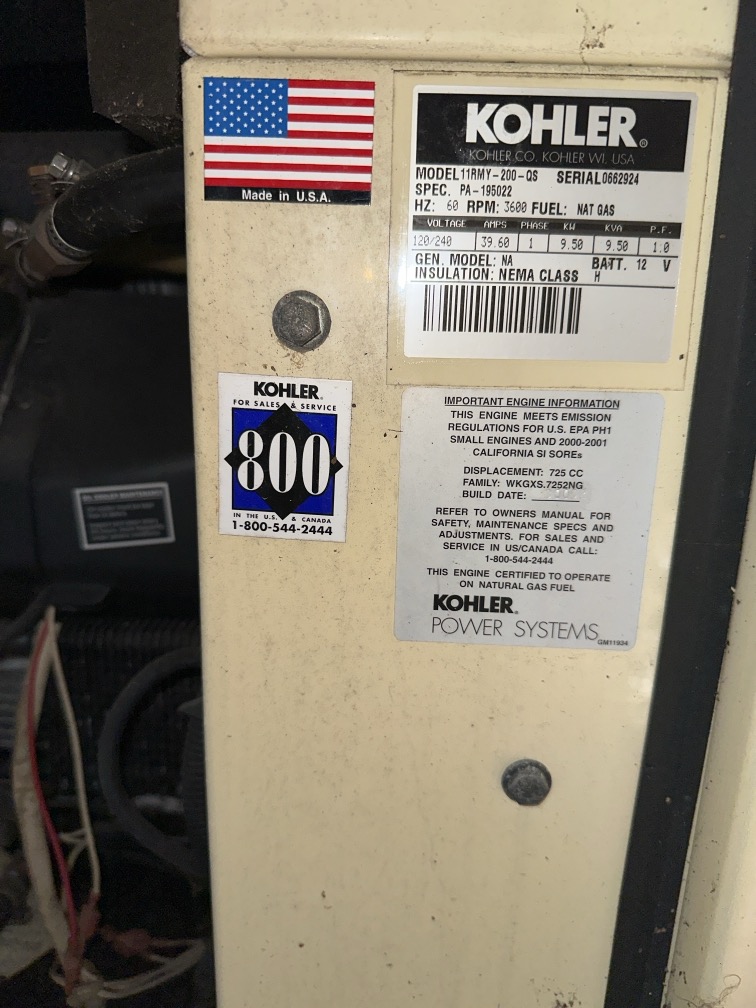 Made in U.S.A.
KOHLER®
KOHLER CO. KOHLER WI. USA
MODEL 11RMY-200-QS SERIAL 0662924
SPEC. PA-195022
HZ: 60 RPM: 3600 FUEL: NAT GAS
VOLTAGE AMPS PHASE KW KVA P.F.
120/240 39.60 1 9.50 9.50 1.0
GEN. MODEL: NA BATT. 12 V
INSULATION: NEMA CLASS H
KOHLER®
FOR SALES & SERVICE
800
IN THE U.S. & CANADA
1-800-544-2444
IMPORTANT ENGINE INFORMATION
THIS ENGINE MEETS EMISSION
REGULATIONS FOR U.S. EPA PH1
SMALL ENGINES AND 2000-2001
CALIFORNIA SI SOREs
DISPLACEMENT: 725 CC
FAMILY: WKGXS.7252NG
BUILD DATE:
REFER TO OWNERS MANUAL FOR
SAFETY, MAINTENANCE SPECS AND
ADJUSTMENTS. FOR SALES AND
SERVICE IN US/CANADA CALL:
1-800-544-2444
THIS ENGINE CERTIFIED TO OPERATE
ON NATURAL GAS FUEL
KOHLER®
POWER SYSTEMS
GM11924